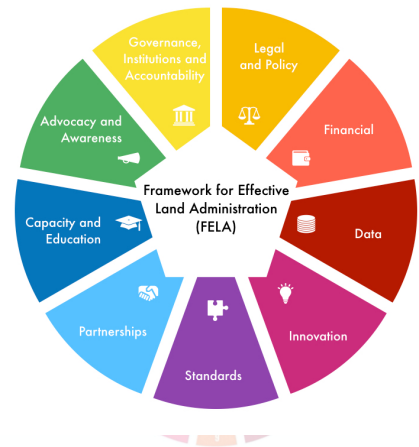 Governance,
Institutions and
Accountability
Legal
and Policy
Financial
Data
Innovation
Standards
Partnerships
Capacity and
Education
Advocacy and
Awareness
Framework for Effective
Land Administration
(FELA)